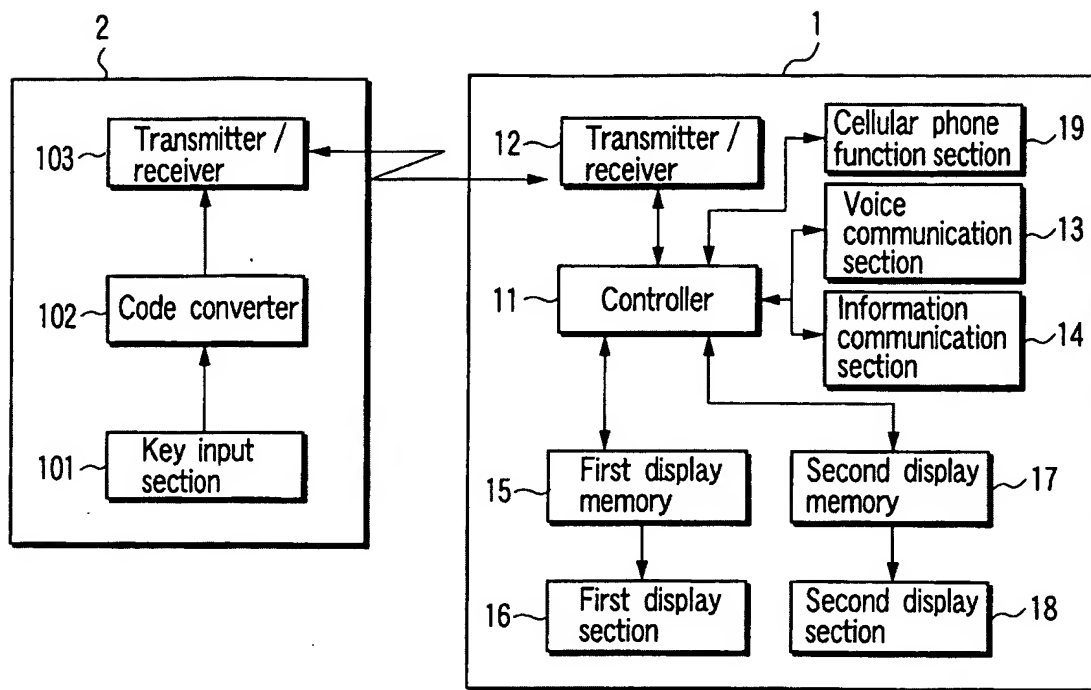 2
1
103
Transmitter /
receiver
12
Transmitter /
receiver
Cellular phone
function section
19
Voice
communication
section
13
102
Code converter
11
Controller
Information
communication
section
14
101
Key input
section
15
First display
memory
Second display
memory
17
16
First display
section
Second display
section
18